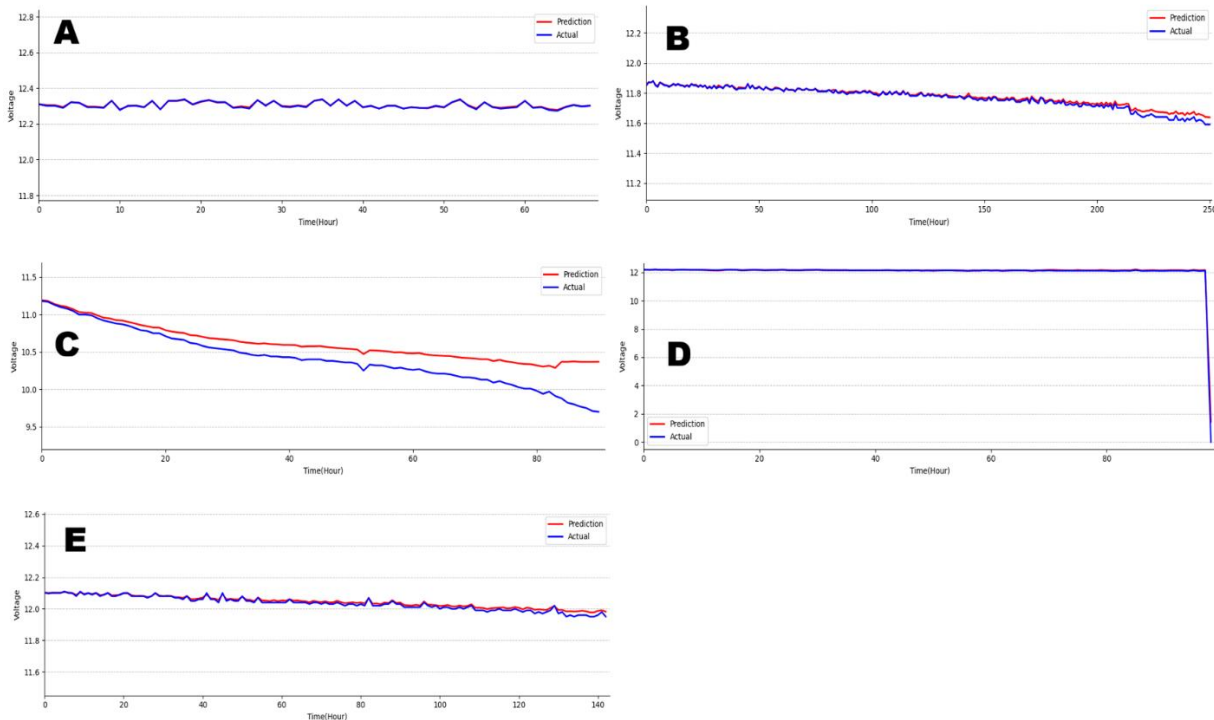 A
12.8
12.6
12.4
12.2
12.0
11.8
Voltage
0 10 20 30 40 50 60
Time(Hour)
Prediction
Actual
B
12.2
12.0
11.8
11.6
11.4
11.2
Voltage
0 50 100 150 200 250
Time(Hour)
Prediction
Actual
C
11.5
11.0
10.5
10.0
9.5
Voltage
0 20 40 60 80
Time(Hour)
Prediction
Actual
D
12
10
8
6
4
2
0
Voltage
0 20 40 60 80
Time(Hour)
Prediction
Actual
E
12.6
12.4
12.2
12.0
11.8
11.6
Voltage
0 20 40 60 80 100 120 140
Time(Hour)
Prediction
Actual